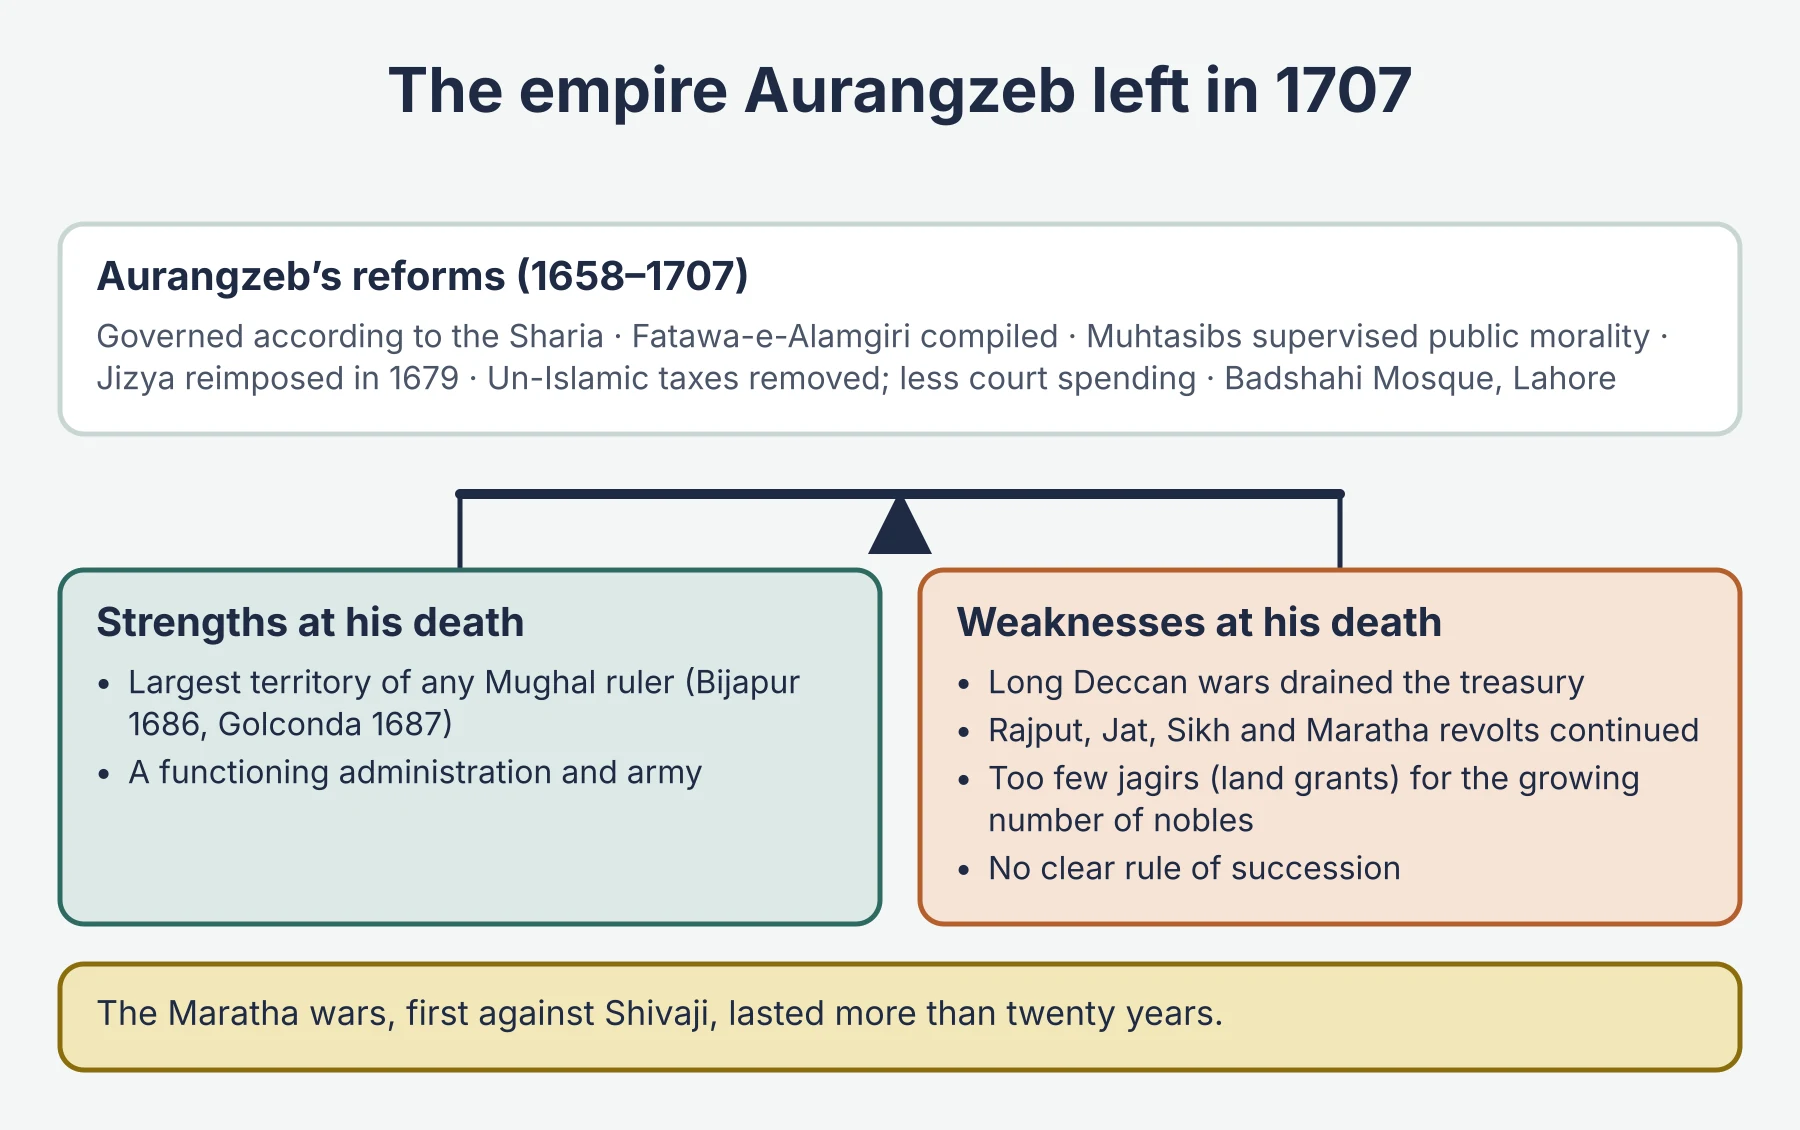 The empire Aurangzeb left in 1707
Aurangzeb’s reforms (1658–1707)
Governed according to the Sharia · Fatawa-e-Alamgiri compiled · Muhtasibs supervised public morality ·
Jizya reimposed in 1679 · Un-Islamic taxes removed; less court spending · Badshahi Mosque, Lahore
Strengths at his death
• Largest territory of any Mughal ruler (Bijapur
1686, Golconda 1687)
• A functioning administration and army
Weaknesses at his death
• Long Deccan wars drained the treasury
• Rajput, Jat, Sikh and Maratha revolts continued
• Too few jagirs (land grants) for the growing
number of nobles
• No clear rule of succession
The Maratha wars, first against Shivaji, lasted more than twenty years.